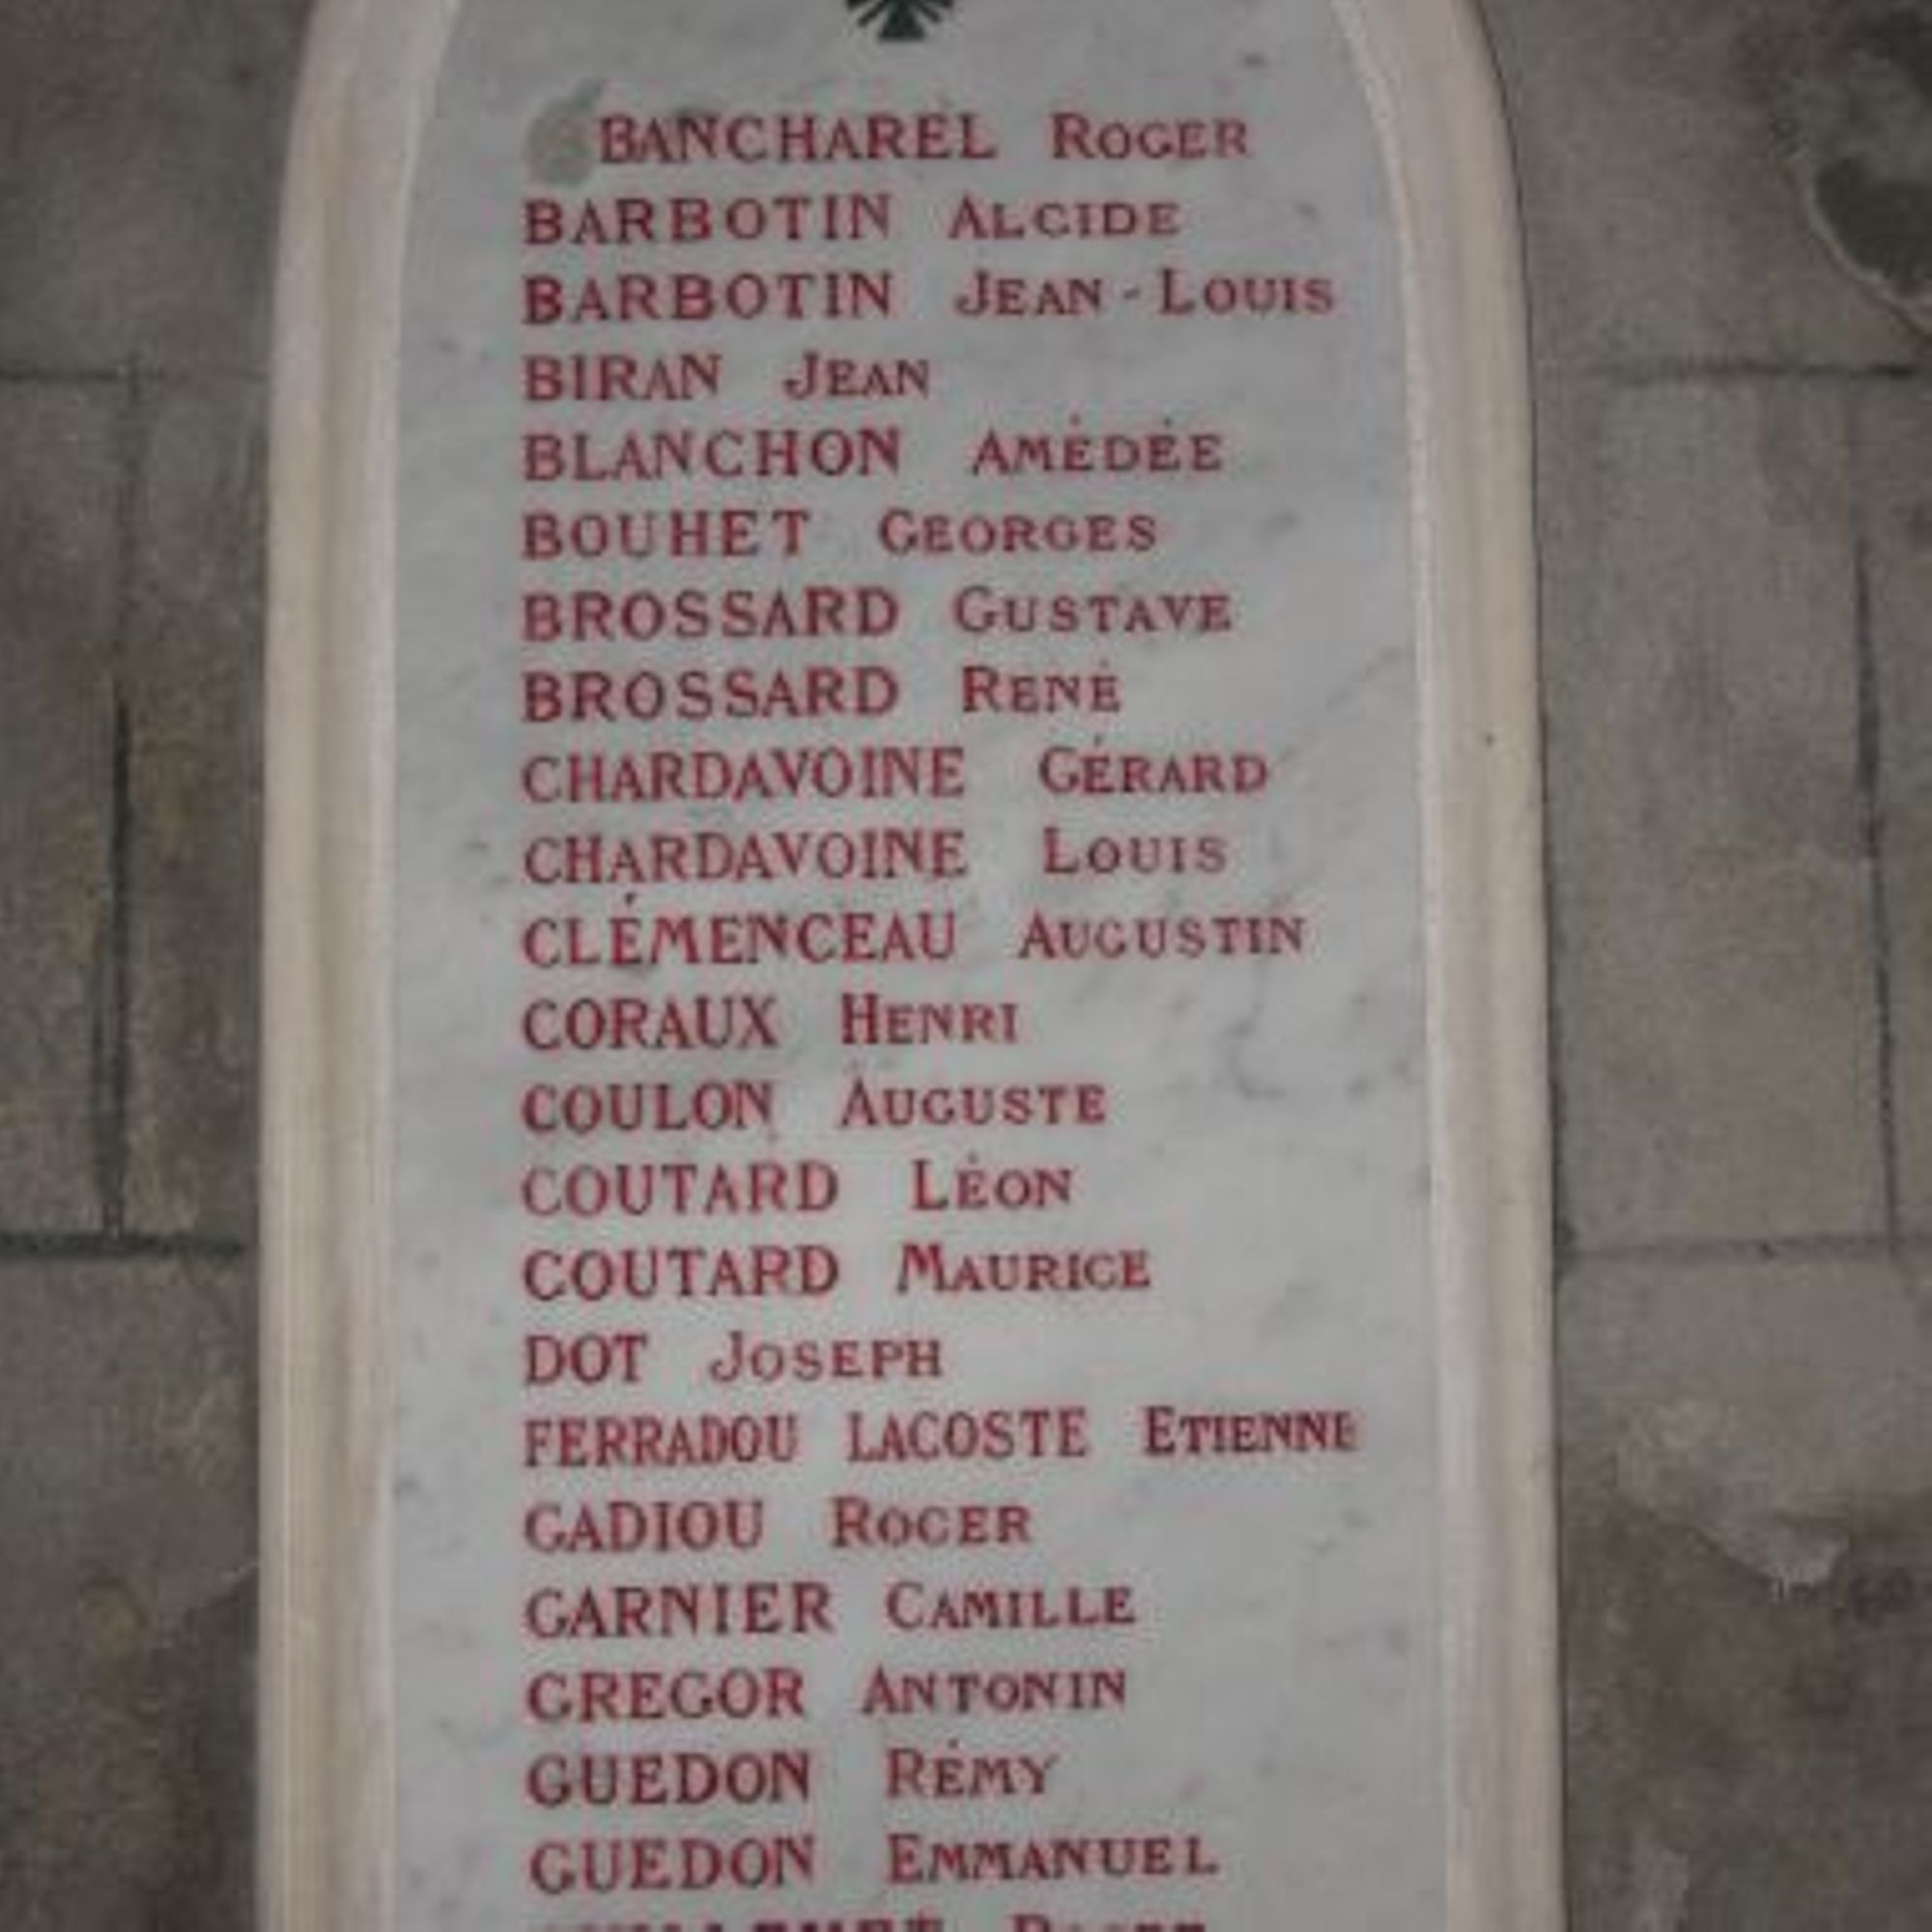 BANCHAREL ROGER
BARBOTIN ALCIDE
BARBOTIN JEAN-LOUIS
BIRAN JEAN
BLANCHON AMÉDÉE
BOUHET GEORGES
BROSSARD GUSTAVE
BROSSARD RENÉ
CHARDAVOINE GÉRARD
CHARDAVOINE LOUIS
CLÉMENCEAU AUGUSTIN
CORAUX HENRI
COULON AUGUSTE
COUTARD LÉON
COUTARD MAURICE
DOT JOSEPH
FERRADOU LACOSTE ETIENNE
GADIOU ROGER
GARNIER CAMILLE
GREGOR ANTONIN
GUEDON RÉMY
GUEDON EMMANUEL